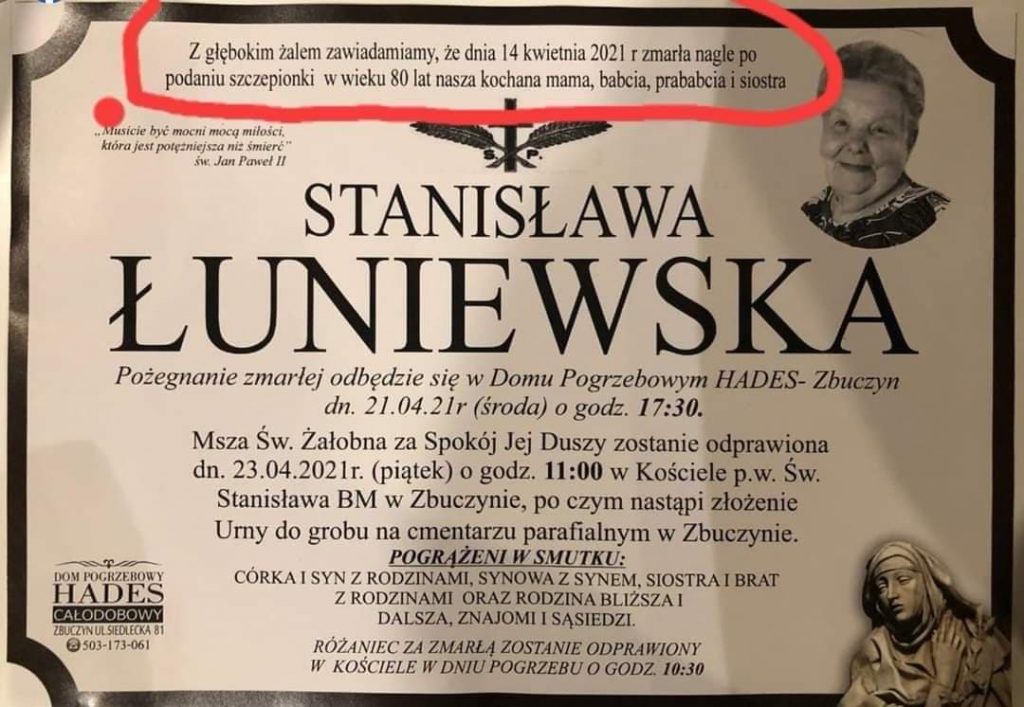 Z głębokim żalem zawiadamiamy, że dnia 14 kwietnia 2021 r zmarła nagle po
podaniu szczepionki w wieku 80 lat nasza kochana mama, babcia, prababcia i siostra
„Musicie być mocni mocą miłości,
która jest potężniejsza niż śmierć”
św. Jan Paweł II
Ś. P.
STANISŁAWA
ŁUNIEWSKA
Pożegnanie zmarłej odbędzie się w Domu Pogrzebowym HADES- Zbuczyn
dn. 21.04.21r (środa) o godz. 17:30.
Msza Św. Żałobna za Spokój Jej Duszy zostanie odprawiona
dn. 23.04.2021r. (piątek) o godz. 11:00 w Kościele p.w. Św.
Stanisława BM w Zbuczynie, po czym nastąpi złożenie
Urny do grobu na cmentarzu parafialnym w Zbuczynie.
POGRĄŻENI W SMUTKU:
CÓRKA I SYN Z RODZINAMI, SYNOWA Z SYNEM, SIOSTRA I BRAT
Z RODZINAMI ORAZ RODZINA BLIŻSZA I
DALSZA, ZNAJOMI I SĄSIEDZI.
RÓŻANIEC ZA ZMARŁĄ ZOSTANIE ODPRAWIONY
W KOŚCIELE W DNIU POGRZEBU O GODZ. 10:30
DOM POGRZEBOWY
HADES
CAŁODOBOWY
ZBUCZYN UL.SIEDLECKA 81
503-173-061